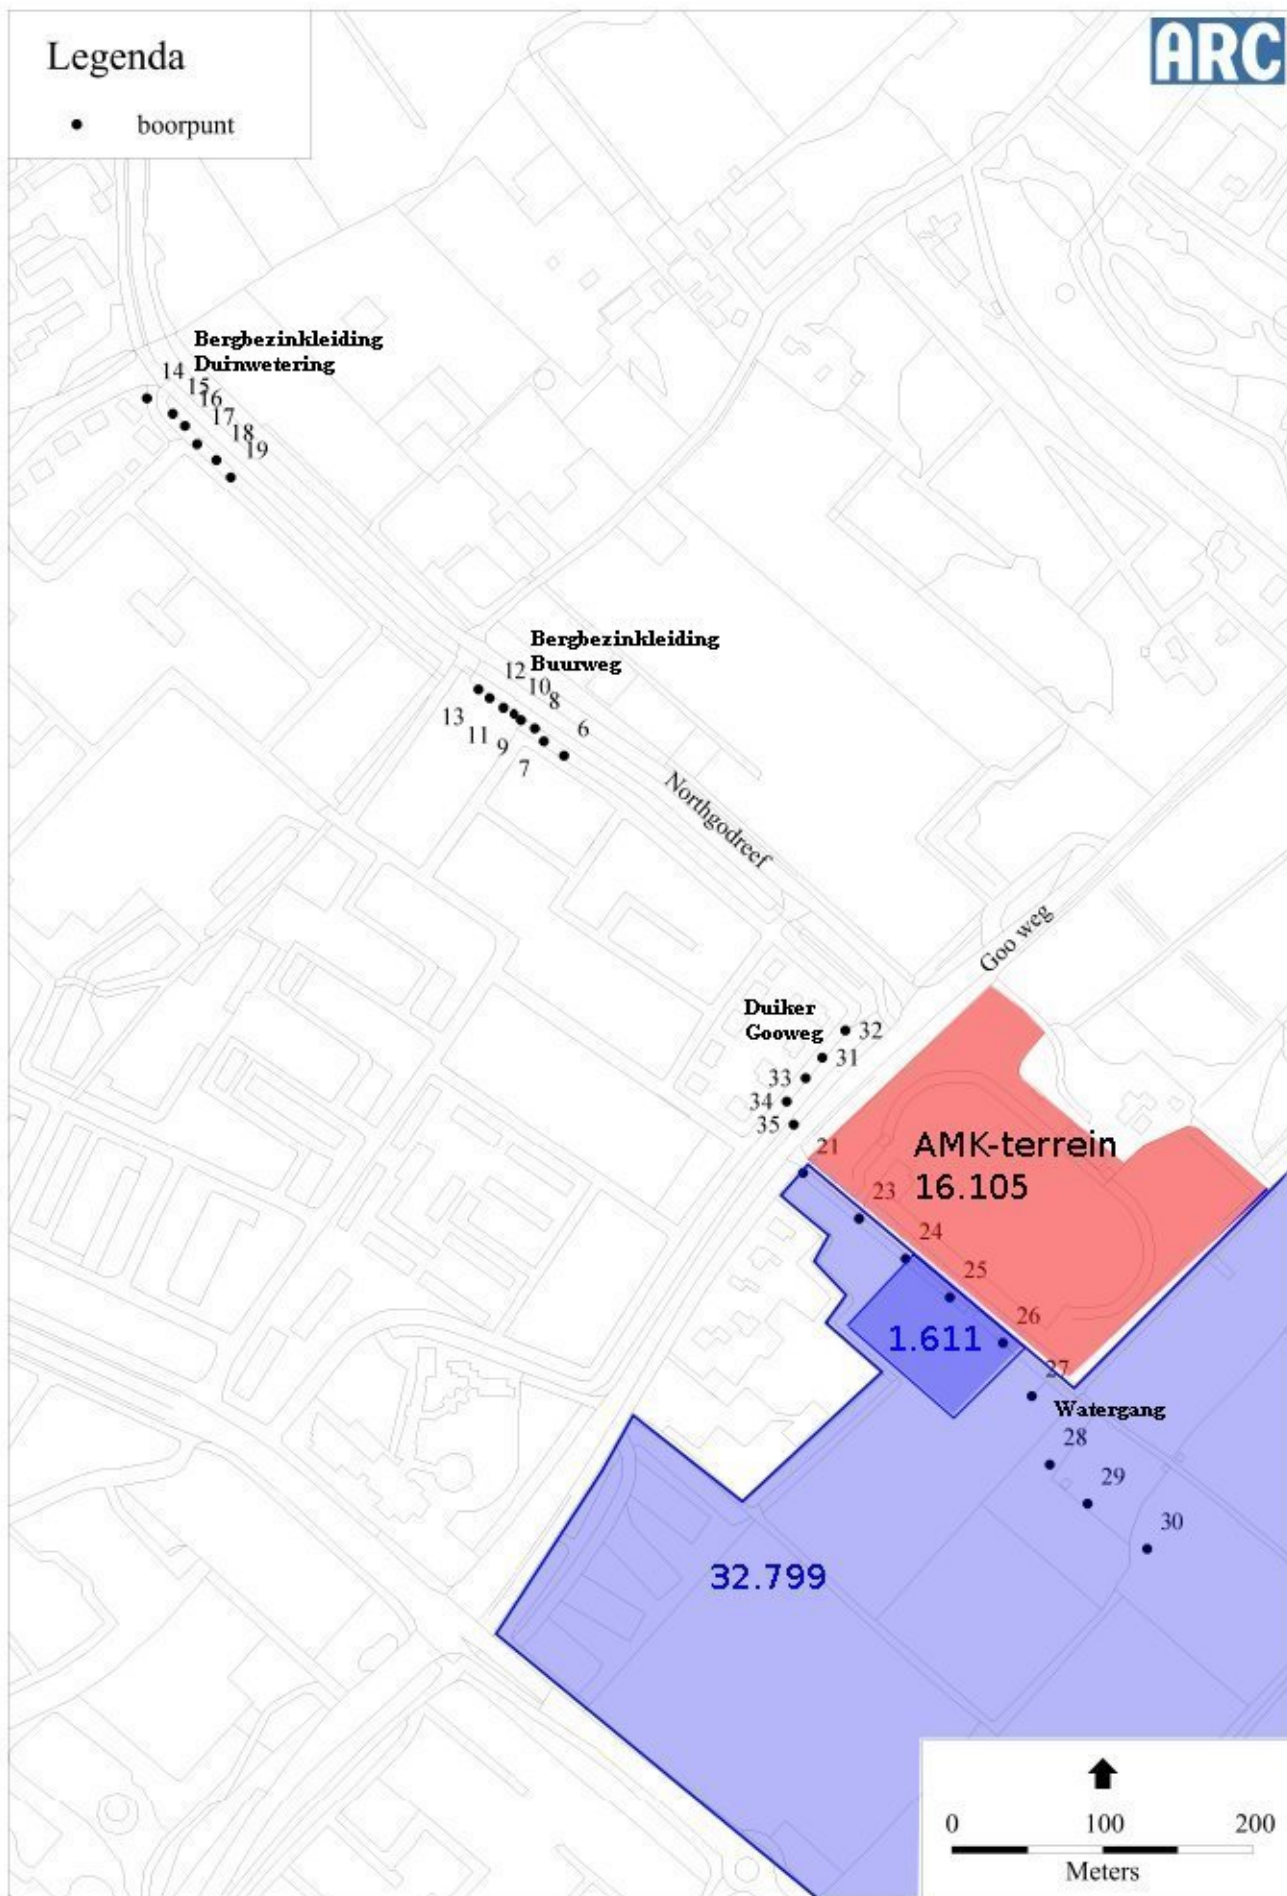 Legenda
boorpunt
ARC
Bergbezinkleiding
Duinwetering
14
15
16
17
18
19
Bergbezinkleiding
Buurweg
12
10
8
6
13
11
9
7
Northgodreef
Goo weg
Duiker
Gooweg
32
31
33
34
35
21
AMK-terrein
16.105
23
24
25
26
1.611
27
Watergang
28
29
30
32.799
0 100 200
Meters